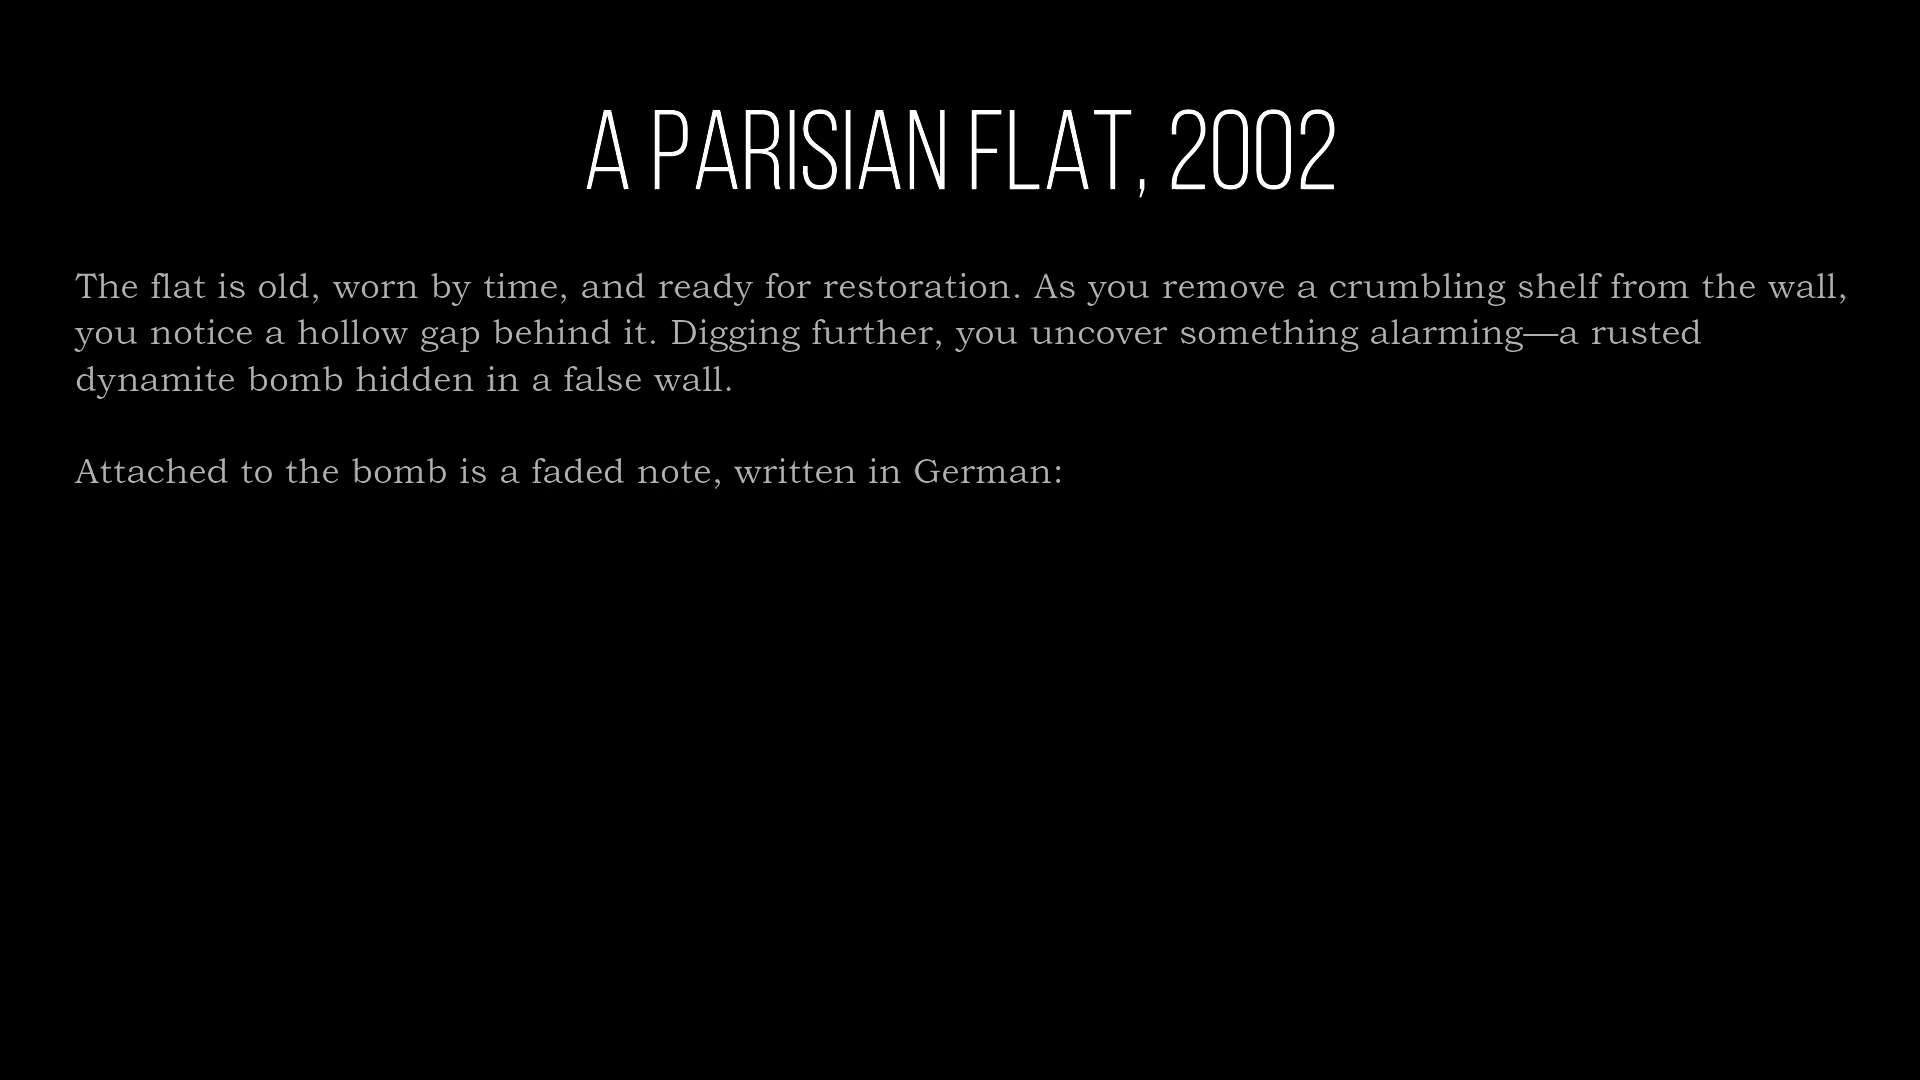 A PARISIAN FLAT, 2002
The flat is old, worn by time, and ready for restoration. As you remove a crumbling shelf from the wall,
you notice a hollow gap behind it. Digging further, you uncover something alarming—a rusted
dynamite bomb hidden in a false wall.
Attached to the bomb is a faded note, written in German: